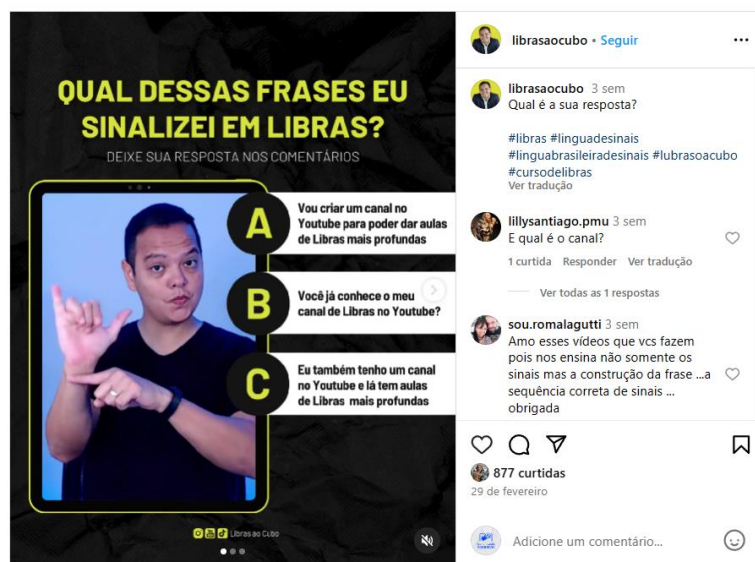 QUAL DESSAS FRASES EU
SINALIZEI EM LIBRAS?
DEIXE SUA RESPOSTA NOS COMENTÁRIOS
A
Vou criar um canal no
Youtube para poder dar aulas
de Libras mais profundas
B
Você já conhece o meu
canal de Libras no Youtube?
C
Eu também tenho um canal
no Youtube e lá tem aulas
de Libras mais profundas
Libras ao Cubo
librasaocubo • Seguir
librasaocubo 3 sem
Qual é a sua resposta?
#libras #linguadesinais
#linguabrasileiradesinais #lubrasoacubo
#cursodelibras
Ver tradução
lillysantiago.pmu 3 sem
E qual é o canal?
1 curtida Responder Ver tradução
Ver todas as 1 respostas
sou.romalagutti 3 sem
Amo esses vídeos que vcs fazem
pois nos ensina não somente os
sinais mas a construção da frase ...a
sequência correta de sinais ...
obrigada
877 curtidas
29 de fevereiro
Adicione um comentário...